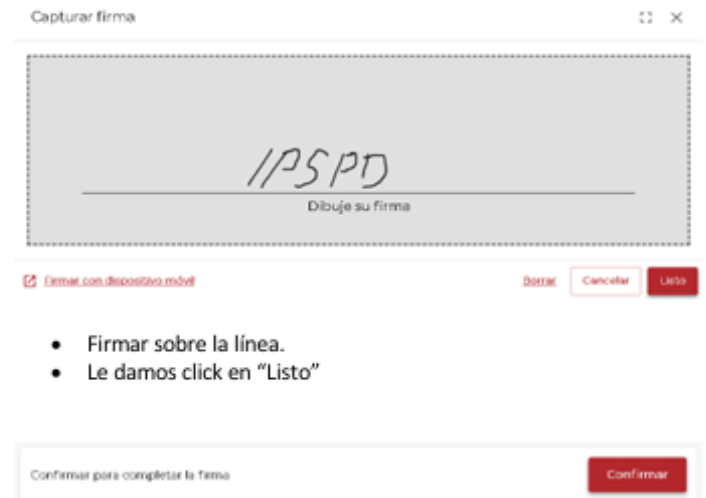 Capturar firma
IPSPD
Dibuje su firma
Firmar con dispositivo móvil Borrar Cancelar Listo
• Firmar sobre la línea.
• Le damos click en “Listo”
Confirmar para completar la firma Confirmar